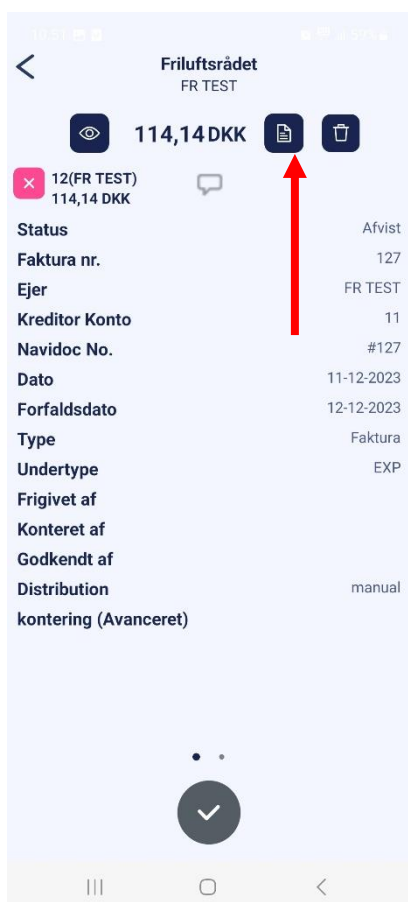 Friluftsrådet
FR TEST
114,14 DKK
12(FR TEST)
114,14 DKK
Status Afvist
Faktura nr. 127
Ejer FR TEST
Kreditor Konto 11
Navidoc No. #127
Dato 11-12-2023
Forfaldsdato 12-12-2023
Type Faktura
Undertype EXP
Frigivet af
Konteret af
Godkendt af
Distribution manual
kontering (Avanceret)